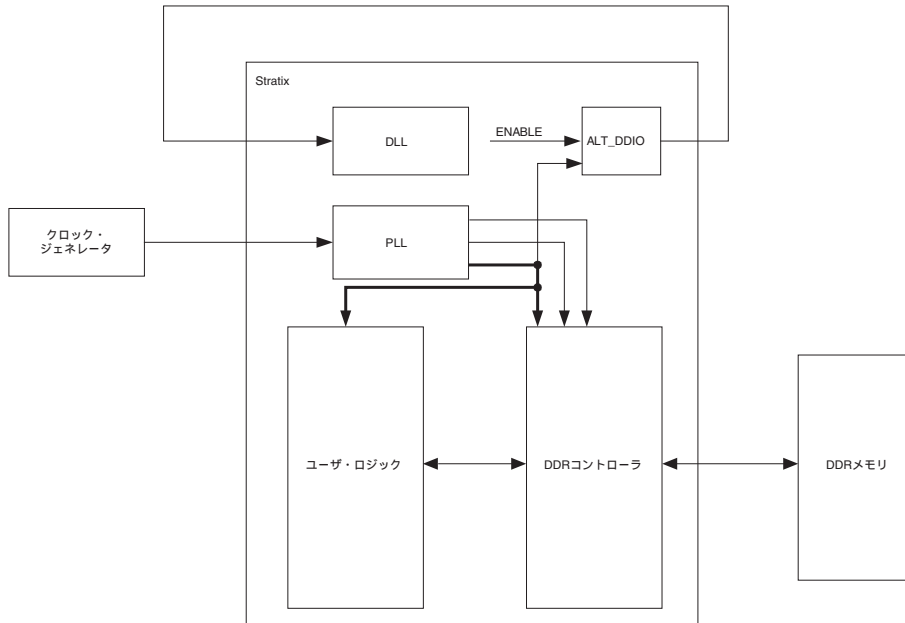 Stratix
DLL
ENABLE
ALT_DDIO
クロック・
ジェネレータ
PLL
ユーザ・ロジック
DDRコントローラ
DDRメモリ